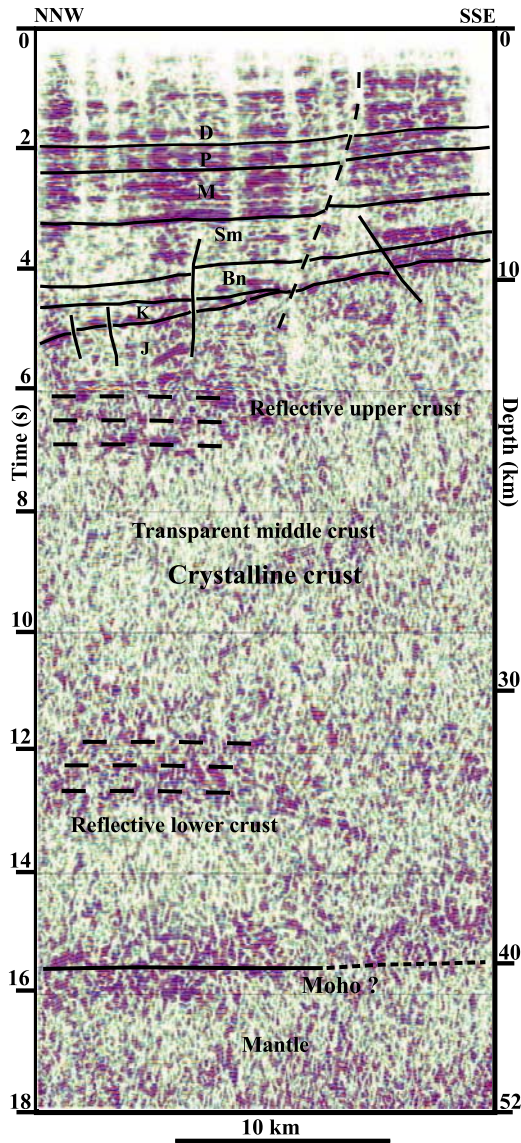 NNW SSE
0 0
D
2
P
M
Sm
4
Bn 10
K
J
6
Reflective upper crust
Time (s) Depth (km)
8
Transparent middle crust
Crystalline crust
10
30
12
Reflective lower crust
14
40
16
Moho ?
Mantle
18 52
10 km